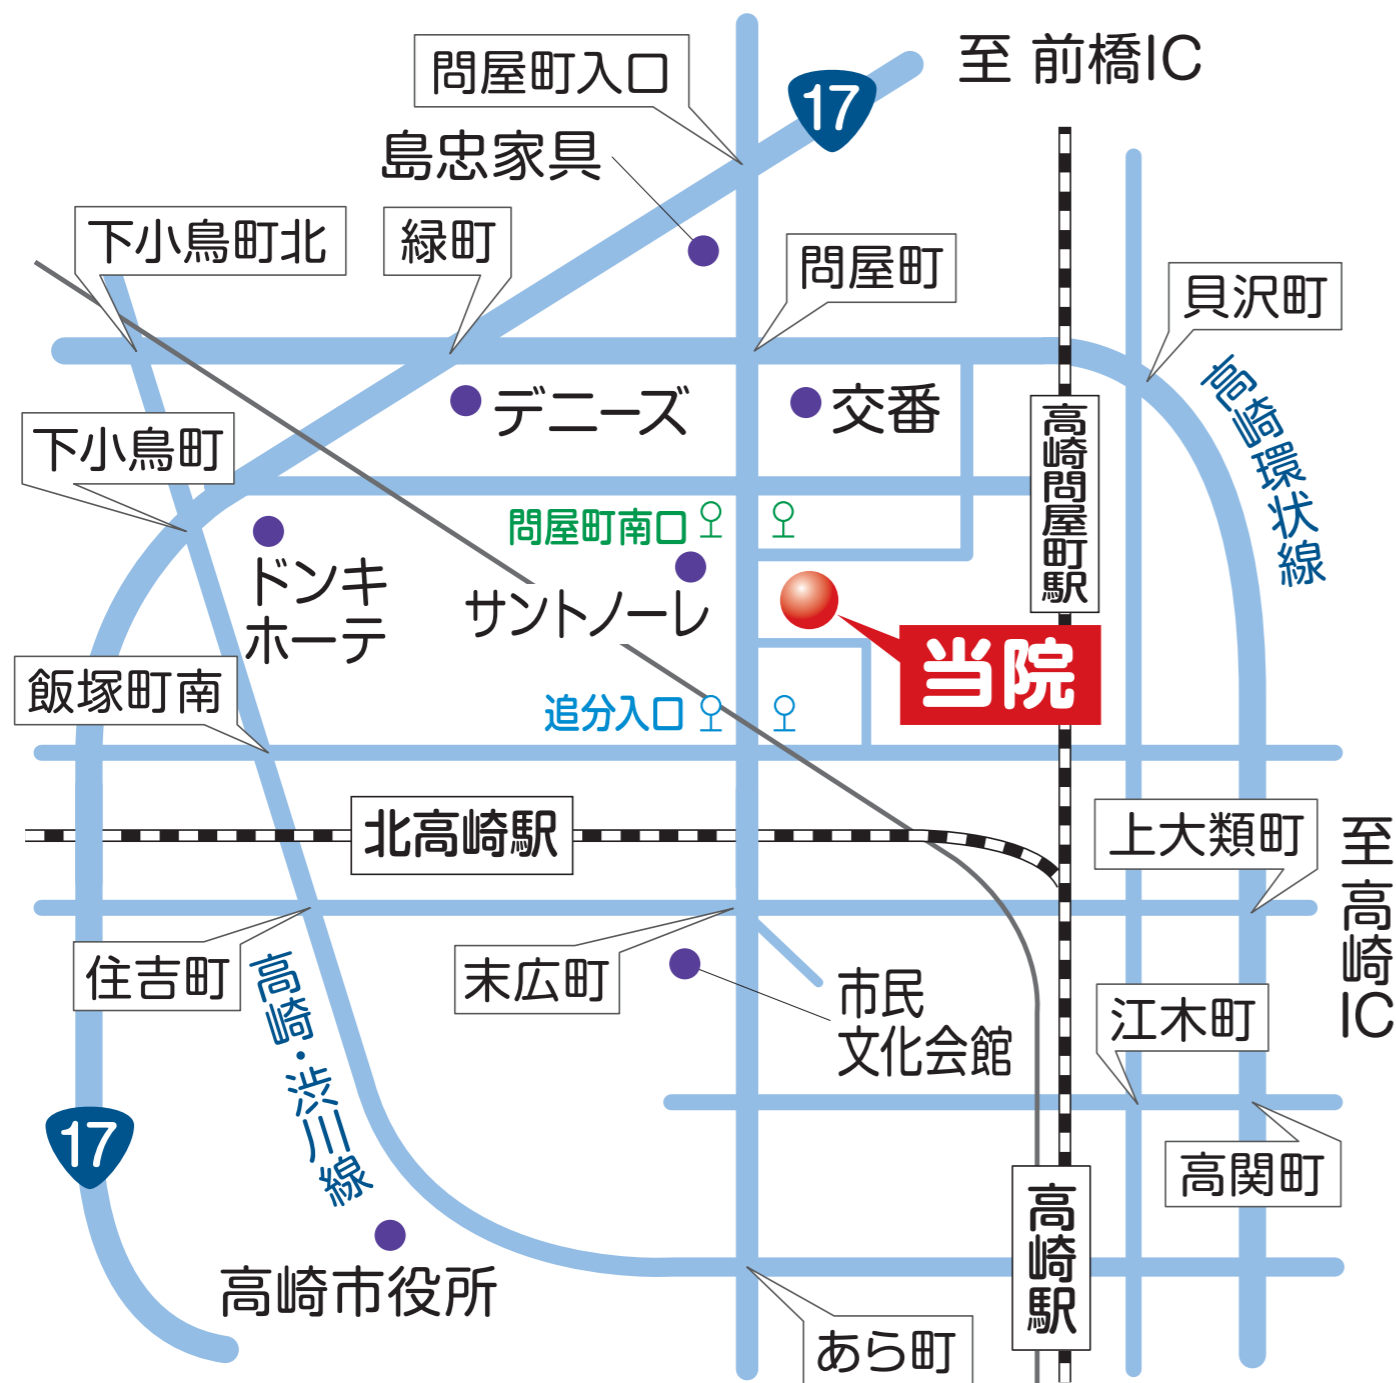 至 前橋IC
問屋町入口
17
島忠家具
下小鳥町北
緑町
問屋町
貝沢町
高崎環状線
デニーズ
交番
高崎問屋町駅
下小鳥町
問屋町南口
ドンキ
ホーテ
サントノーレ
当院
飯塚町南
追分入口
北高崎駅
上大類町
至 高崎IC
住吉町
末広町
高崎・渋川線
市民
文化会館
江木町
17
高関町
高崎駅
高崎市役所
あら町